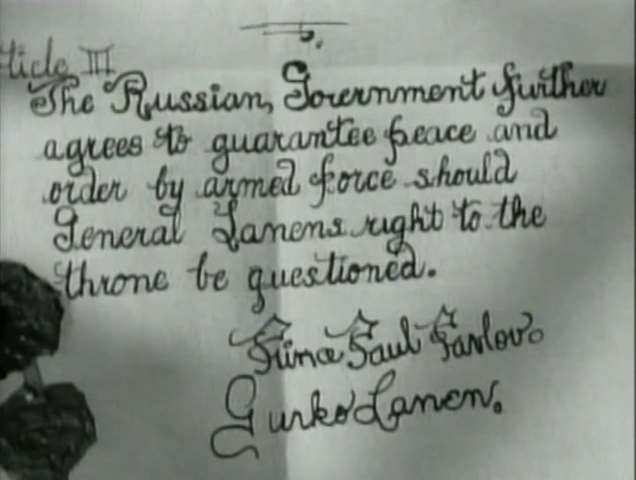 ticle III
The Russian, Government further
agrees to guarantee peace and
order by armed force should
General Lanens right to the
throne be questioned.
Prince Paul Pavlov.
Gurko Lanen.